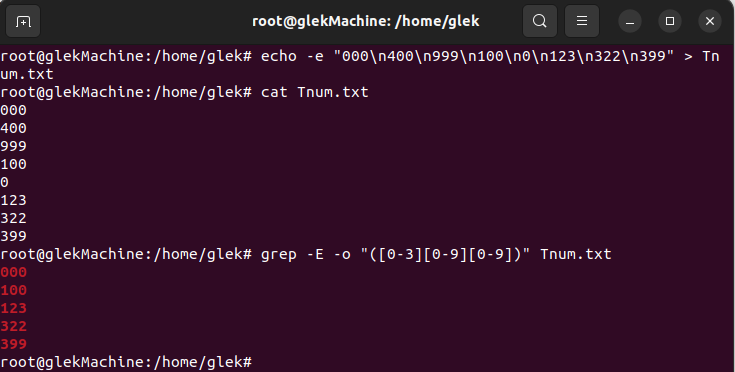 root@glekMachine: /home/glek
root@glekMachine:/home/glek# echo -e "000\n400\n999\n100\n0\n123\n322\n399" > Tn
um.txt
root@glekMachine:/home/glek# cat Tnum.txt
000
400
999
100
0
123
322
399
root@glekMachine:/home/glek# grep -E -o "([0-3][0-9][0-9])" Tnum.txt
000
100
123
322
399
root@glekMachine:/home/glek#